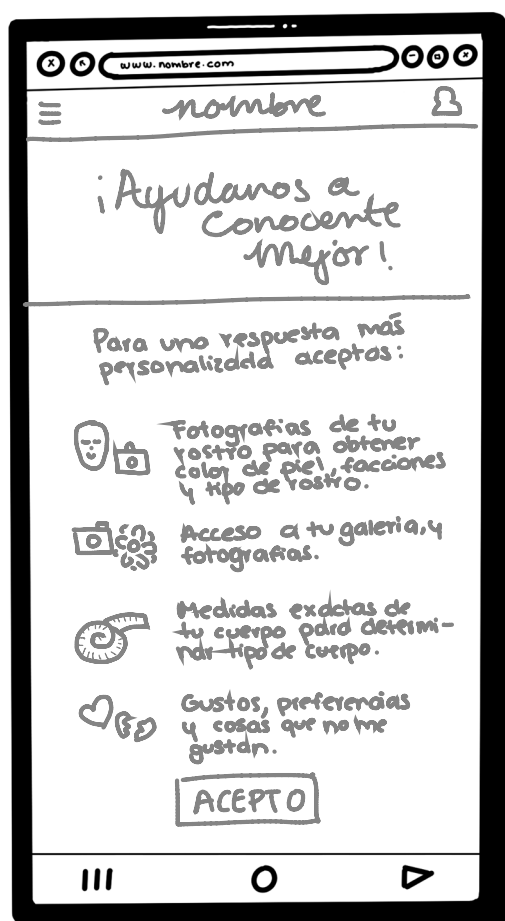 www.nombre.com
nombre
¡Ayudanos a
conocerte
Mejor!
Para una respuesta más
personalizada aceptas:
Fotografías de tu
rostro para obtener
color de piel, facciones
y tipo de rostro.
Acceso a tu galeria, y
fotografías.
Medidas exactas de
tu cuerpo para determi-
nar tipo de cuerpo.
Gustos, preferencias
y cosas que no me
gustan.
ACEPTO